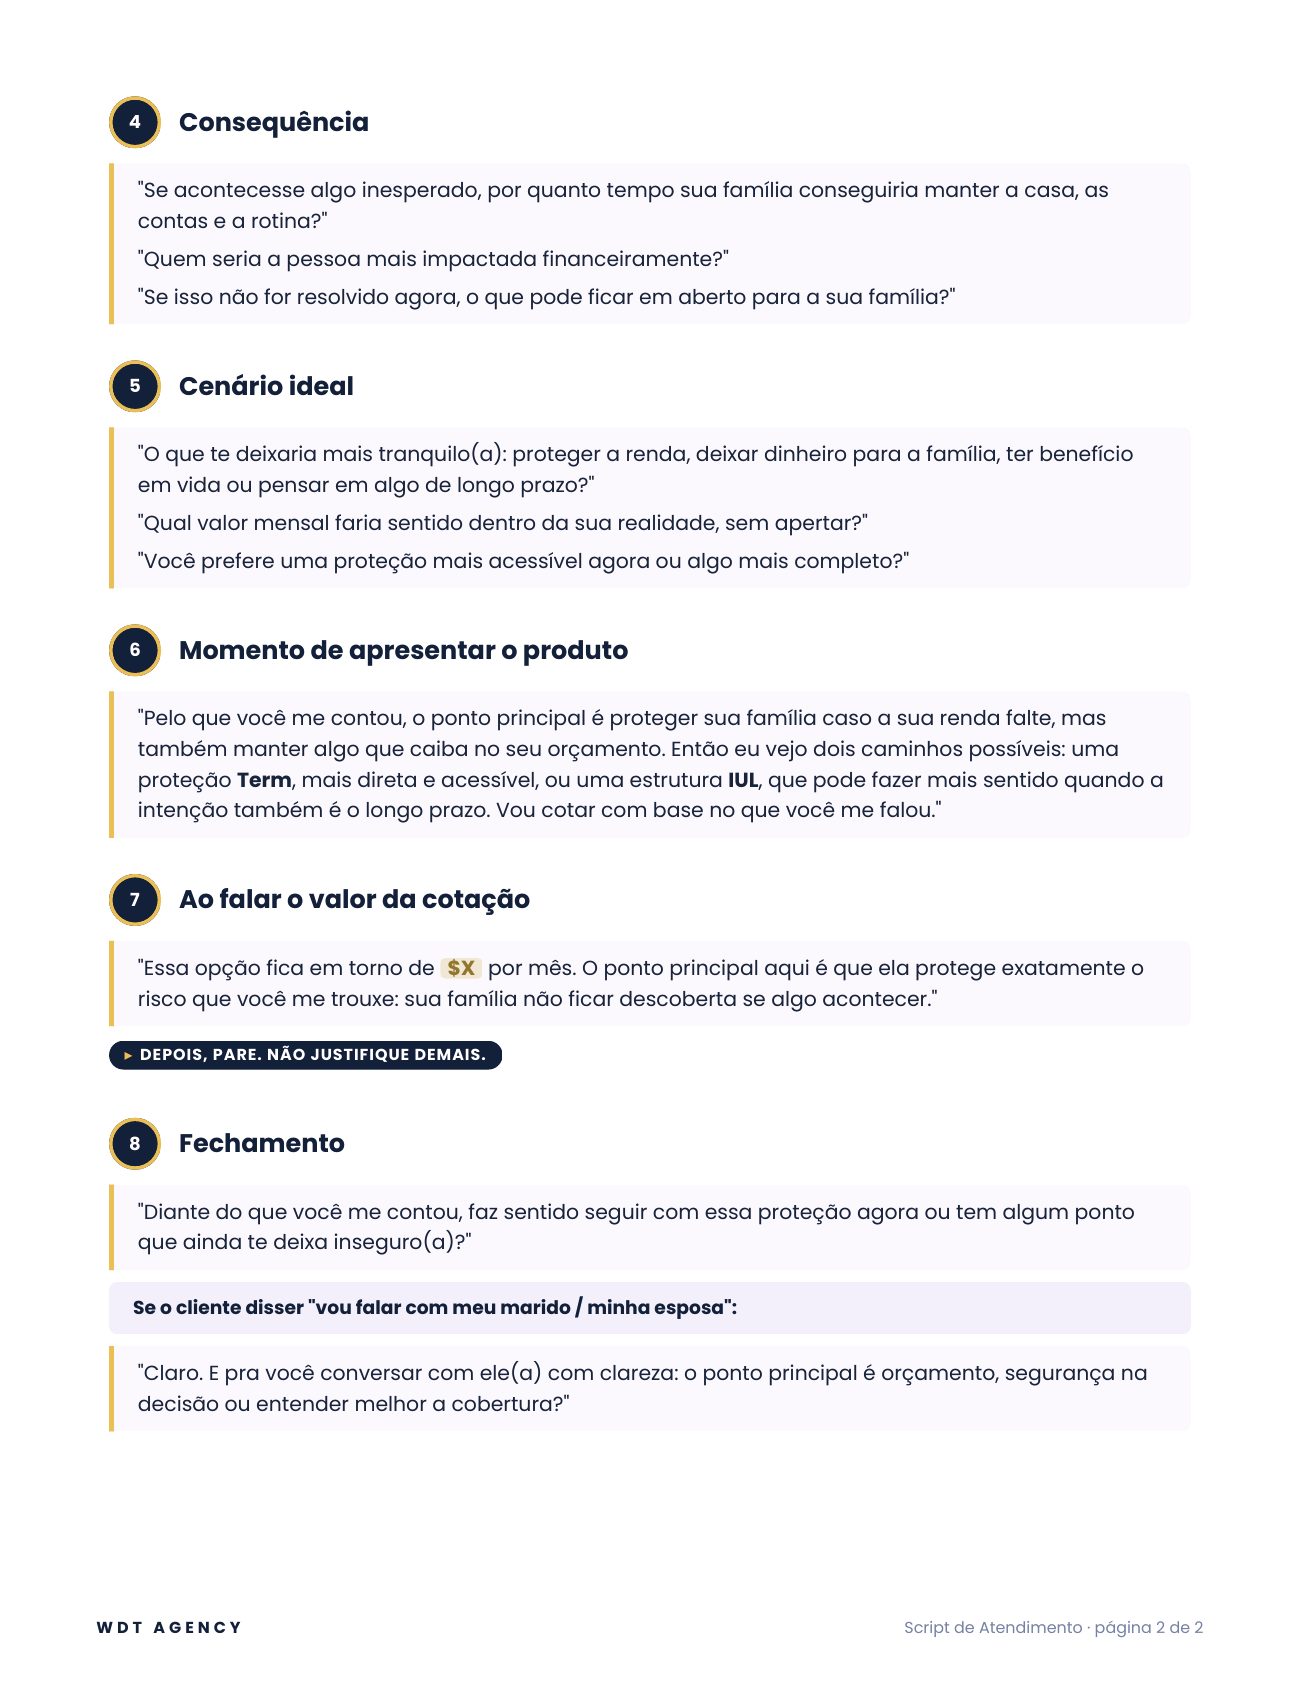 4 Consequência
"Se acontecesse algo inesperado, por quanto tempo sua família conseguiria manter a casa, as
contas e a rotina?"
"Quem seria a pessoa mais impactada financeiramente?"
"Se isso não for resolvido agora, o que pode ficar em aberto para a sua família?"
5 Cenário ideal
"O que te deixaria mais tranquilo(a): proteger a renda, deixar dinheiro para a família, ter benefício
em vida ou pensar em algo de longo prazo?"
"Qual valor mensal faria sentido dentro da sua realidade, sem apertar?"
"Você prefere uma proteção mais acessível agora ou algo mais completo?"
6 Momento de apresentar o produto
"Pelo que você me contou, o ponto principal é proteger sua família caso a sua renda falte, mas
também manter algo que caiba no seu orçamento. Então eu vejo dois caminhos possíveis: uma
proteção Term, mais direta e acessível, ou uma estrutura IUL, que pode fazer mais sentido quando a
intenção também é o longo prazo. Vou cotar com base no que você me falou."
7 Ao falar o valor da cotação
"Essa opção fica em torno de $X por mês. O ponto principal aqui é que ela protege exatamente o
risco que você me trouxe: sua família não ficar descoberta se algo acontecer."
▸ DEPOIS, PARE. NÃO JUSTIFIQUE DEMAIS.
8 Fechamento
"Diante do que você me contou, faz sentido seguir com essa proteção agora ou tem algum ponto
que ainda te deixa inseguro(a)?"
Se o cliente disser "vou falar com meu marido / minha esposa":
"Claro. E pra você conversar com ele(a) com clareza: o ponto principal é orçamento, segurança na
decisão ou entender melhor a cobertura?"
WDT AGENCY
Script de Atendimento · página 2 de 2